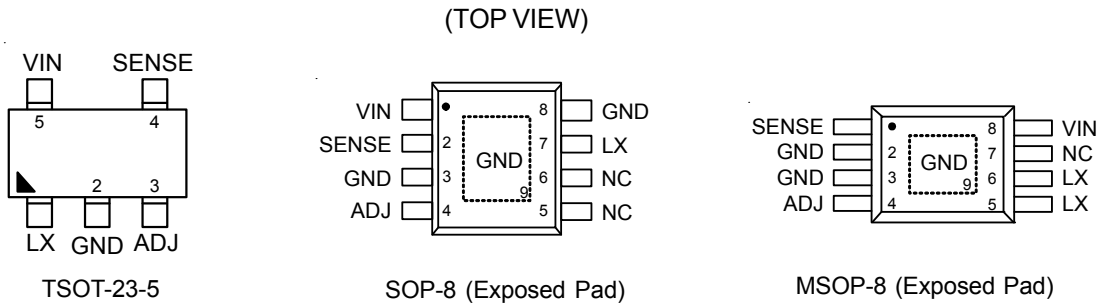 (TOP VIEW)
VIN SENSE
5 4
2 3
LX GND ADJ
TSOT-23-5
VIN 8 GND
SENSE 2 7 LX
GND
GND 3 6 NC
9
ADJ 4 5 NC
SOP-8 (Exposed Pad)
SENSE 8 VIN
GND 2 7 NC
GND
GND 3 6 LX
9
ADJ 4 5 LX
MSOP-8 (Exposed Pad)